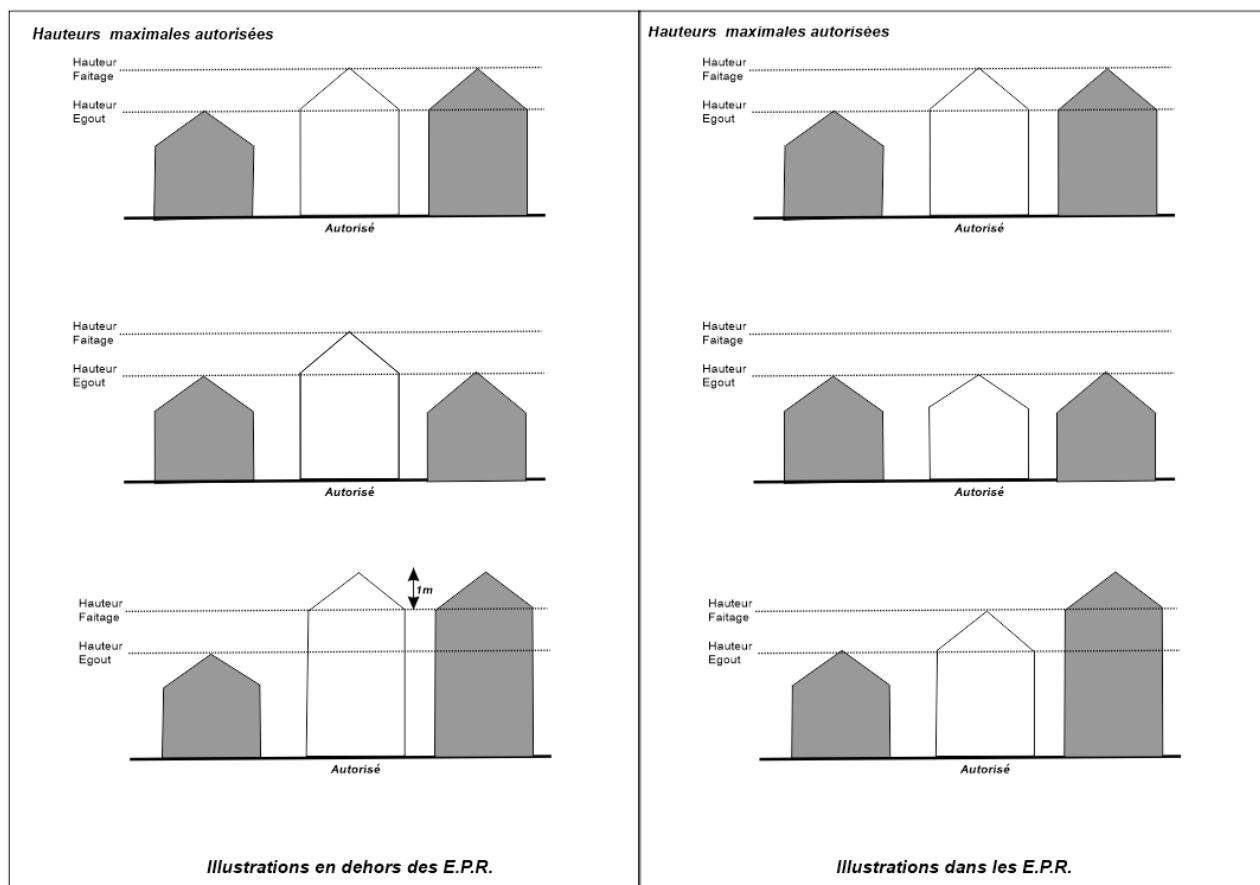 Hauteurs maximales autorisées
Hauteur
Faitage
Hauteur
Egout
Autorisé
Hauteur
Faitage
Hauteur
Egout
Autorisé
1m
Hauteur
Faitage
Hauteur
Egout
Autorisé
Illustrations en dehors des E.P.R.
Hauteurs maximales autorisées
Hauteur
Faitage
Hauteur
Egout
Autorisé
Hauteur
Faitage
Hauteur
Egout
Autorisé
Hauteur
Faitage
Hauteur
Egout
Autorisé
Illustrations dans les E.P.R.